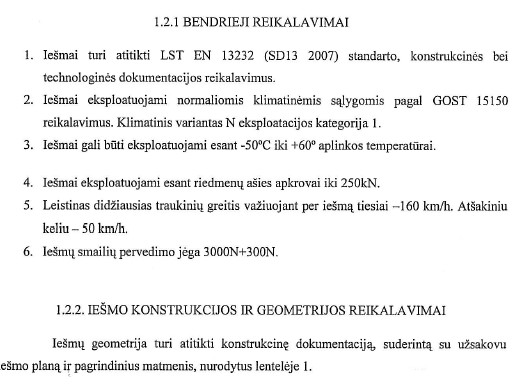 1.2.1 BENDRIEJI REIKALAVIMAI
1. Iešmai turi atitikti LST EN 13232 (SD13 2007) standarto, konstrukcinės bei
technologinės dokumentacijos reikalavimus.
2. Iešmai eksploatuojami normaliomis klimatinėmis sąlygomis pagal GOST 15150
reikalavimus. Klimatinis variantas N eksploatacijos kategorija 1.
3. Iešmai gali būti eksploatuojami esant -50ºC iki +60º aplinkos temperatūrai.
4. Iešmai eksploatuojami esant riedmenų ašies apkrovai iki 250kN.
5. Leistinas didžiausias traukinių greitis važiuojant per iešmą tiesiai –160 km/h. Atšakiniu
keliu – 50 km/h.
6. Iešmų smailių pervedimo jėga 3000N+300N.
1.2.2. IEŠMO KONSTRUKCIJOS IR GEOMETRIJOS REIKALAVIMAI
Iešmų geometrija turi atitikti konstrukcinę dokumentaciją, suderintą su užsakovu
iešmo planą ir pagrindinius matmenis, nurodytus lentelėje 1.